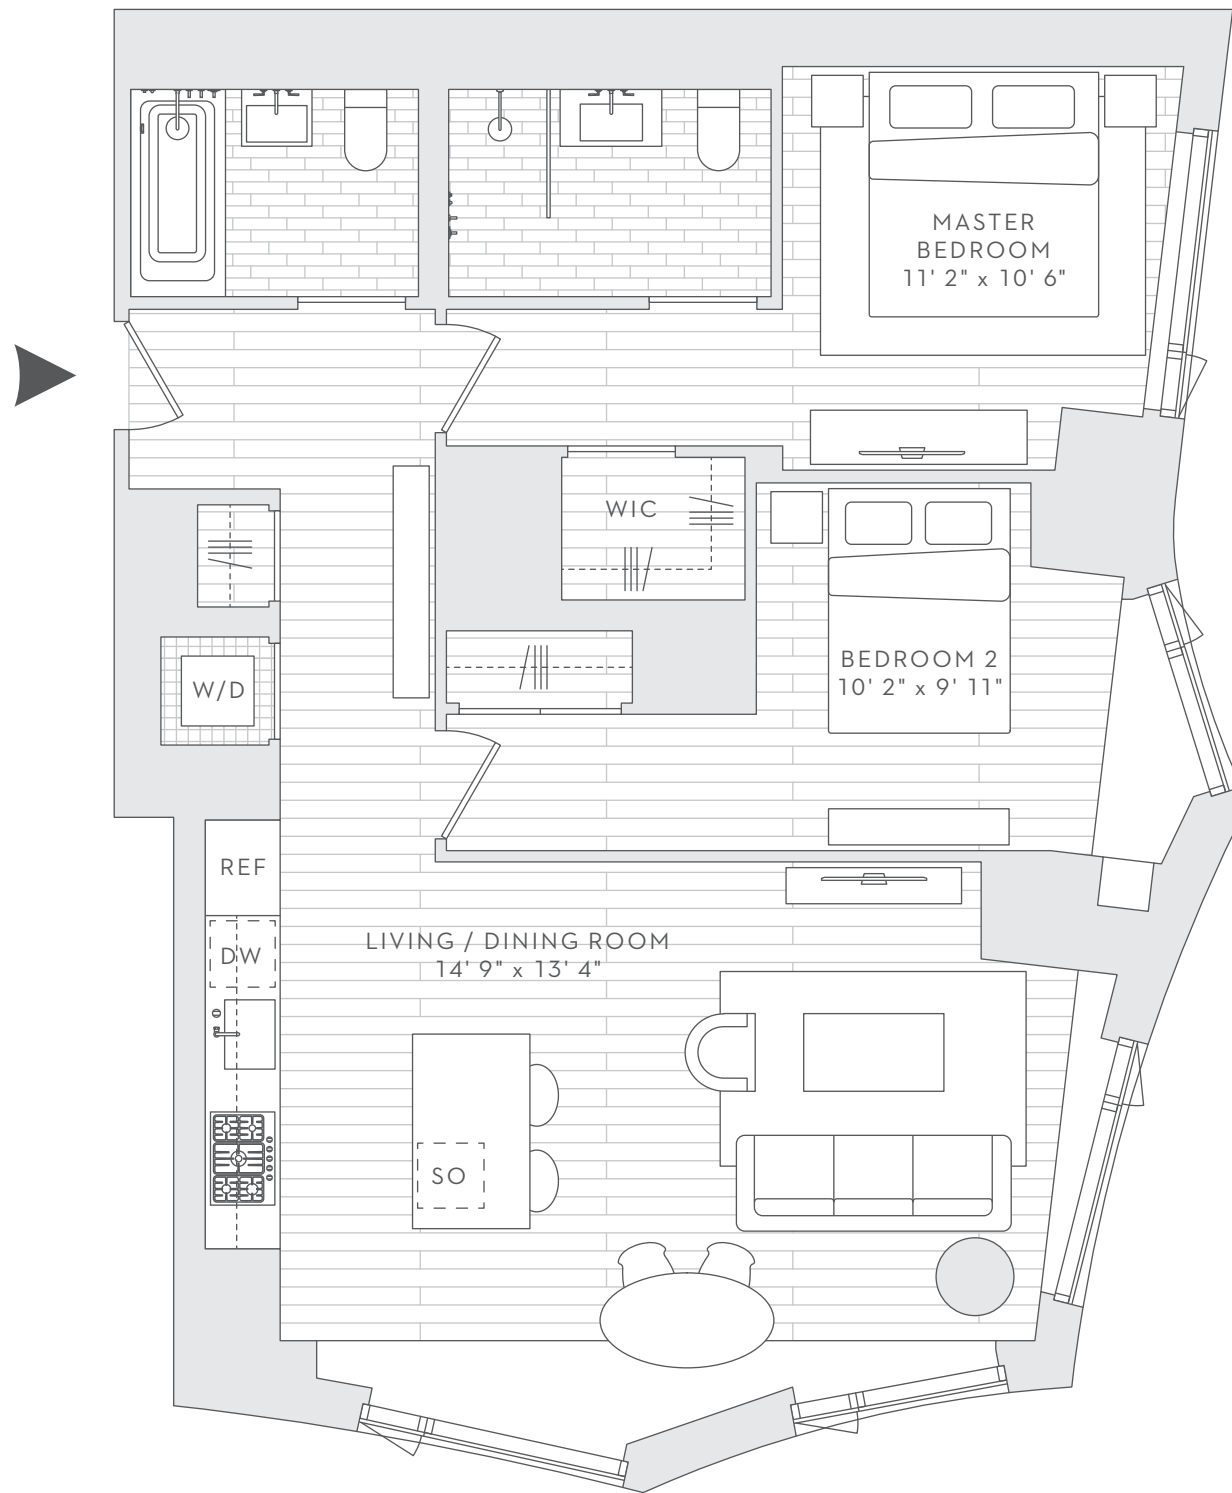 MASTER
BEDROOM
11' 2" x 10' 6"
WIC
BEDROOM 2
10' 2" x 9' 11"
W/D
REF
DW
LIVING / DINING ROOM
14' 9" x 13' 4"
SO